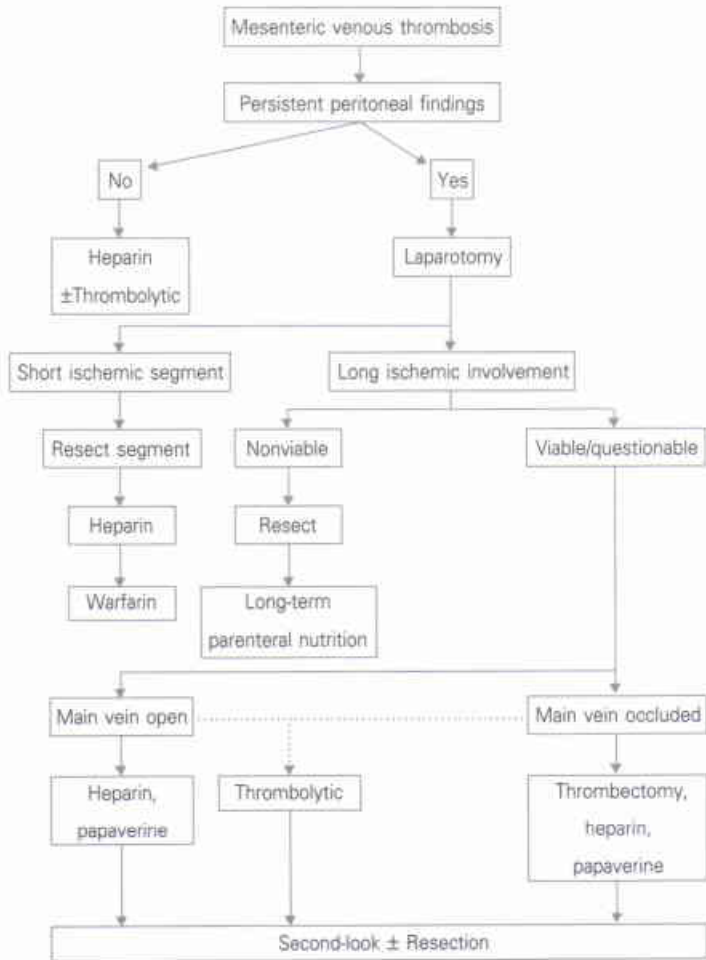 Mesenteric venous thrombosis
Persistent peritoneal findings
No
Yes
Heparin
±Thrombolytic
Laparotomy
Short ischemic segment
Long ischemic involvement
Resect segment
Nonviable
Viable/questionable
Heparin
Resect
Warfarin
Long-term
parenteral nutrition
Main vein open
Main vein occluded
Heparin,
papaverine
Thrombolytic
Thrombectomy,
heparin,
papaverine
Second-look ± Resection